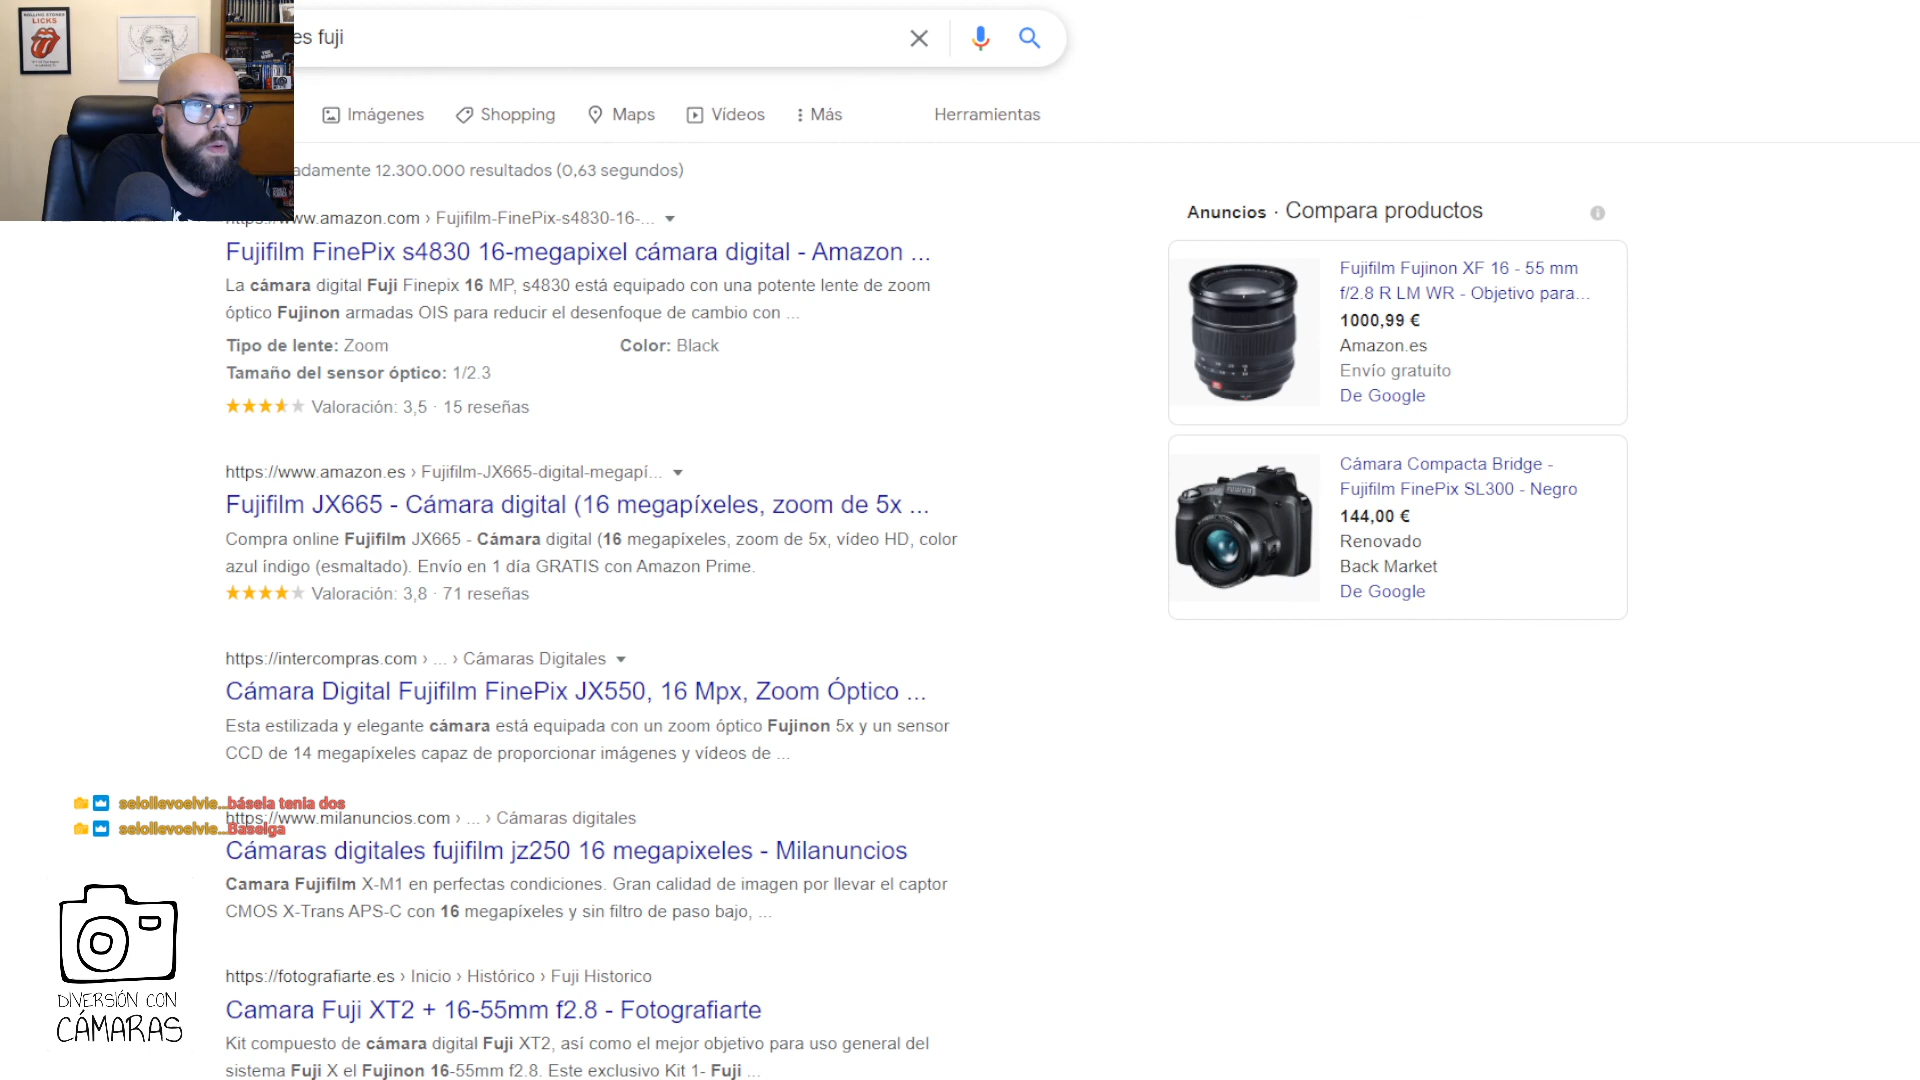 ROLLING STONES
LICKS
es fuji
Imágenes
Shopping
Maps
Vídeos
Más
Herramientas
adamente 12.300.000 resultados (0,63 segundos)
https://www.amazon.com › Fujifilm-FinePix-s4830-16-...
Fujifilm FinePix s4830 16-megapixel cámara digital - Amazon ...
La cámara digital Fuji Finepix 16 MP, s4830 está equipado con una potente lente de zoom
óptico Fujinon armadas OIS para reducir el desenfoque de cambio con ...
Tipo de lente: Zoom
Color: Black
Tamaño del sensor óptico: 1/2.3
Valoración: 3,5 · 15 reseñas
https://www.amazon.es › Fujifilm-JX665-digital-megapí...
Fujifilm JX665 - Cámara digital (16 megapíxeles, zoom de 5x ...
Compra online Fujifilm JX665 - Cámara digital (16 megapíxeles, zoom de 5x, vídeo HD, color
azul índigo (esmaltado). Envío en 1 día GRATIS con Amazon Prime.
Valoración: 3,8 · 71 reseñas
https://intercompras.com › ... › Cámaras Digitales
Cámara Digital Fujifilm FinePix JX550, 16 Mpx, Zoom Óptico ...
Esta estilizada y elegante cámara está equipada con un zoom óptico Fujinon 5x y un sensor
CCD de 14 megapíxeles capaz de proporcionar imágenes y vídeos de ...
selollevoelvie...básela tenia dos
https://www.milanuncios.com › ... › Cámaras digitales
selollevoelvie...Baselga
Cámaras digitales fujifilm jz250 16 megapixeles - Milanuncios
Camara Fujifilm X-M1 en perfectas condiciones. Gran calidad de imagen por llevar el captor
CMOS X-Trans APS-C con 16 megapíxeles y sin filtro de paso bajo, ...
https://fotografiarte.es › Inicio › Histórico › Fuji Historico
Camara Fuji XT2 + 16-55mm f2.8 - Fotografiarte
Kit compuesto de cámara digital Fuji XT2, así como el mejor objetivo para uso general del
sistema Fuji X el Fujinon 16-55mm f2.8. Este exclusivo Kit 1- Fuji ...
DIVERSIÓN CON
CÁMARAS
Anuncios · Compara productos
Fujifilm Fujinon XF 16 - 55 mm
f/2.8 R LM WR - Objetivo para...
1000,99 €
Amazon.es
Envío gratuito
De Google
Cámara Compacta Bridge -
Fujifilm FinePix SL300 - Negro
144,00 €
Renovado
Back Market
De Google